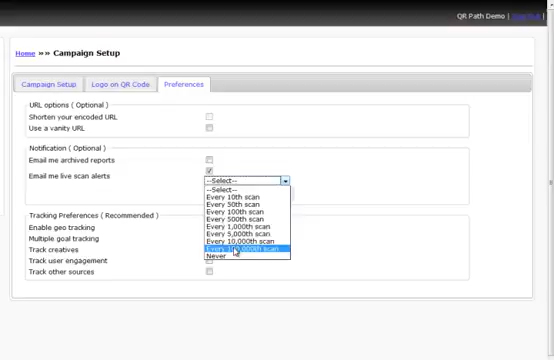 QR Path Demo |
Home »» Campaign Setup
Campaign Setup
Logo on QR Code
Preferences
URL options ( Optional )
Shorten your encoded URL
Use a vanity URL
Notification ( Optional )
Email me archived reports
Email me live scan alerts
--Select--
--Select--
Every 10th scan
Every 50th scan
Every 100th scan
Every 500th scan
Every 1,000th scan
Every 5,000th scan
Every 10,000th scan
Every 100,000th scan
Never
Tracking Preferences ( Recommended )
Enable geo tracking
Multiple goal tracking
Track creatives
Track user engagement
Track other sources